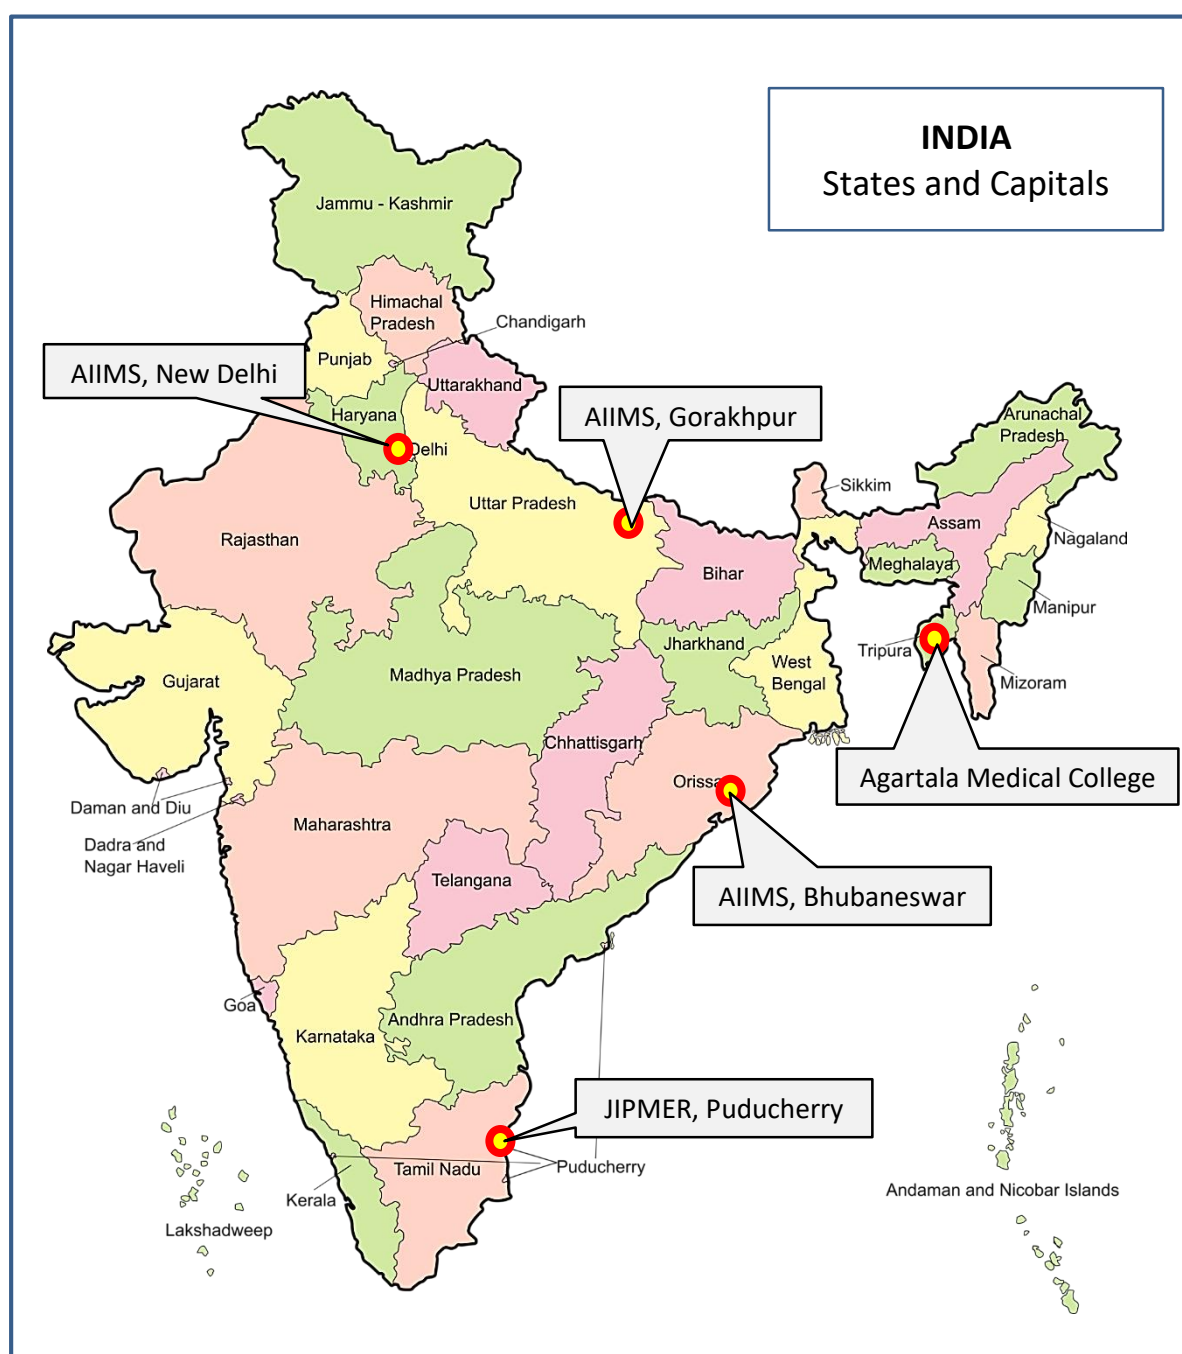 INDIA
States and Capitals
Jammu - Kashmir
Himachal
Pradesh
Chandigarh
Punjab
AIIMS, New Delhi
Uttarakhand
Haryana
AIIMS, Gorakhpur
Arunachal
Pradesh
Delhi
Sikkim
Uttar Pradesh
Assam
Rajasthan
Nagaland
Meghalaya
Bihar
Manipur
Jharkhand
Tripura
West
Bengal
Madhya Pradesh
Gujarat
Mizoram
Chhattisgarh
Agartala Medical College
Orissa
Daman and Diu
Maharashtra
Dadra and
Nagar Haveli
Telangana
AIIMS, Bhubaneswar
Goa
Andhra Pradesh
Karnataka
JIPMER, Puducherry
Tamil Nadu
Puducherry
Kerala
Andaman and Nicobar Islands
Lakshadweep